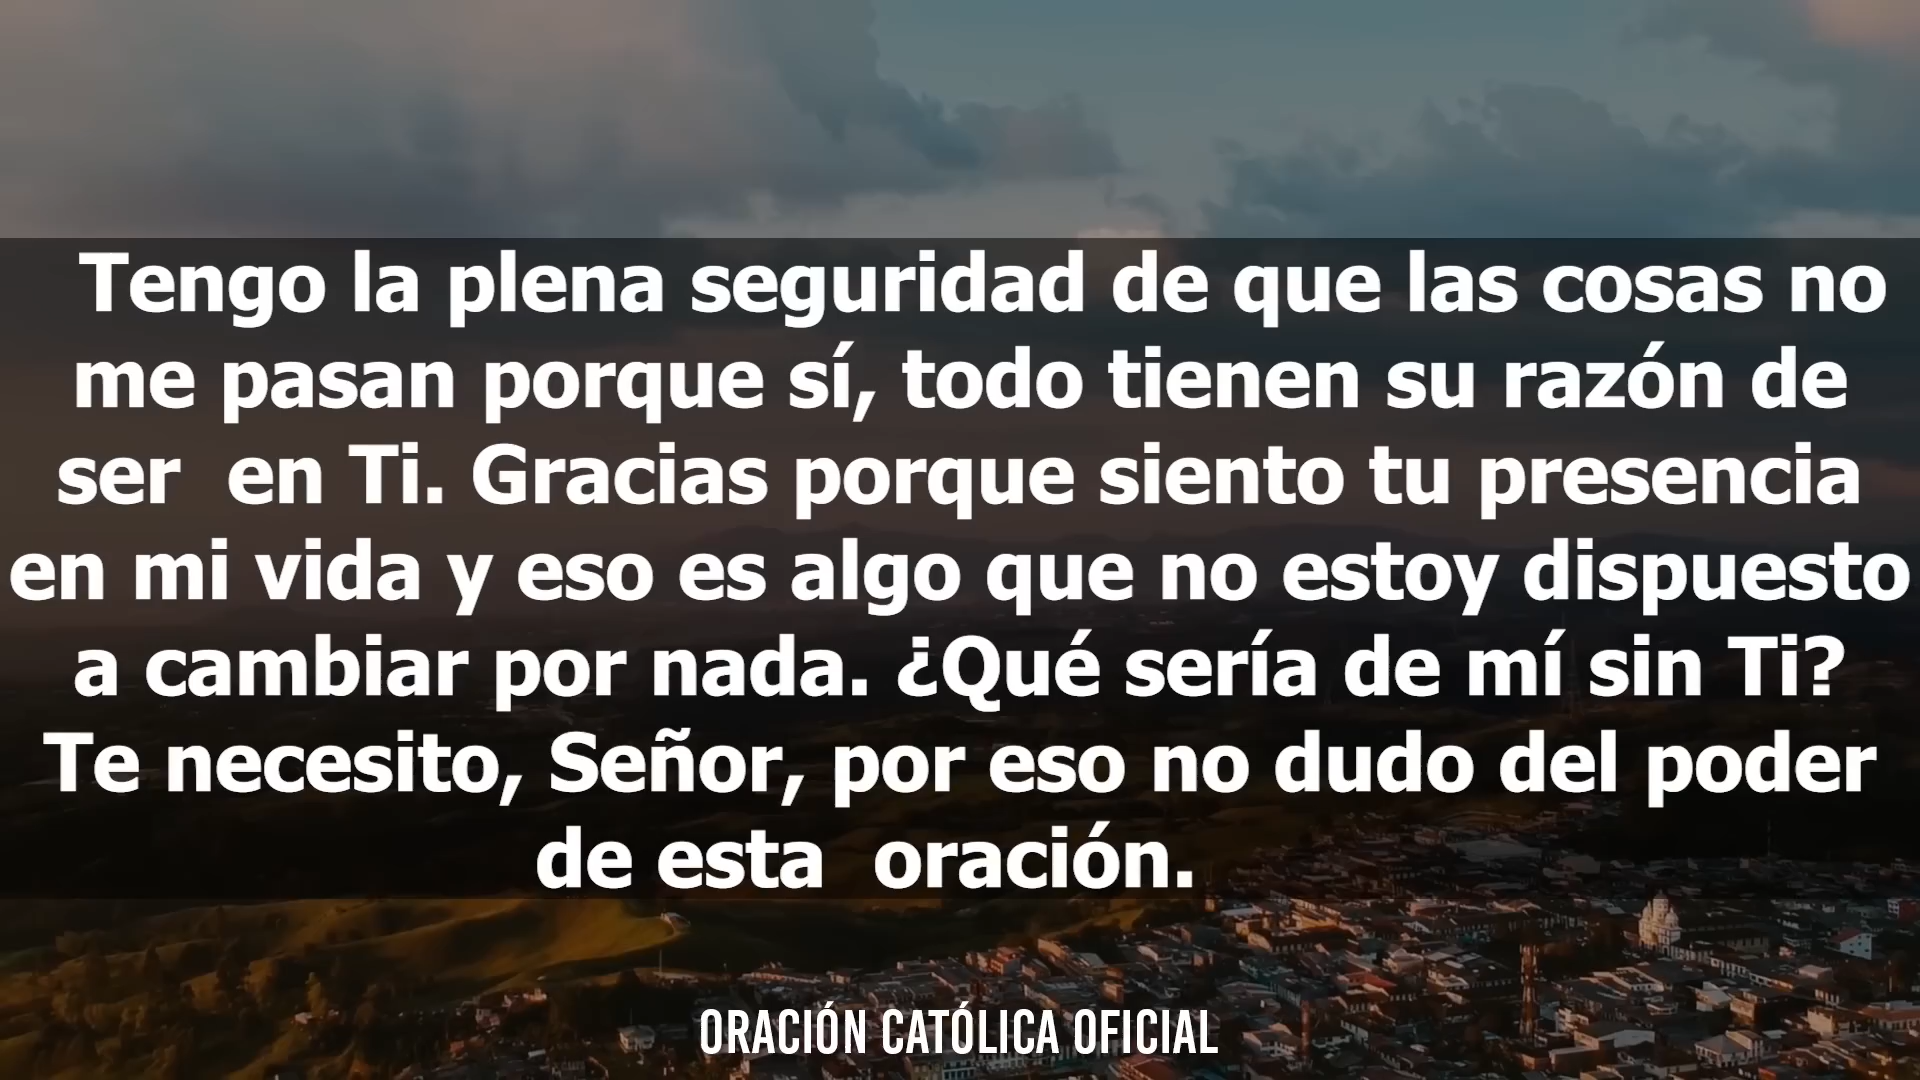 Tengo la plena seguridad de que las cosas no
me pasan porque sí, todo tienen su razón de
ser  en Ti. Gracias porque siento tu presencia
en mi vida y eso es algo que no estoy dispuesto
a cambiar por nada. ¿Qué sería de mí sin Ti?
Te necesito, Señor, por eso no dudo del poder
de esta  oración.
ORACIÓN CATÓLICA OFICIAL